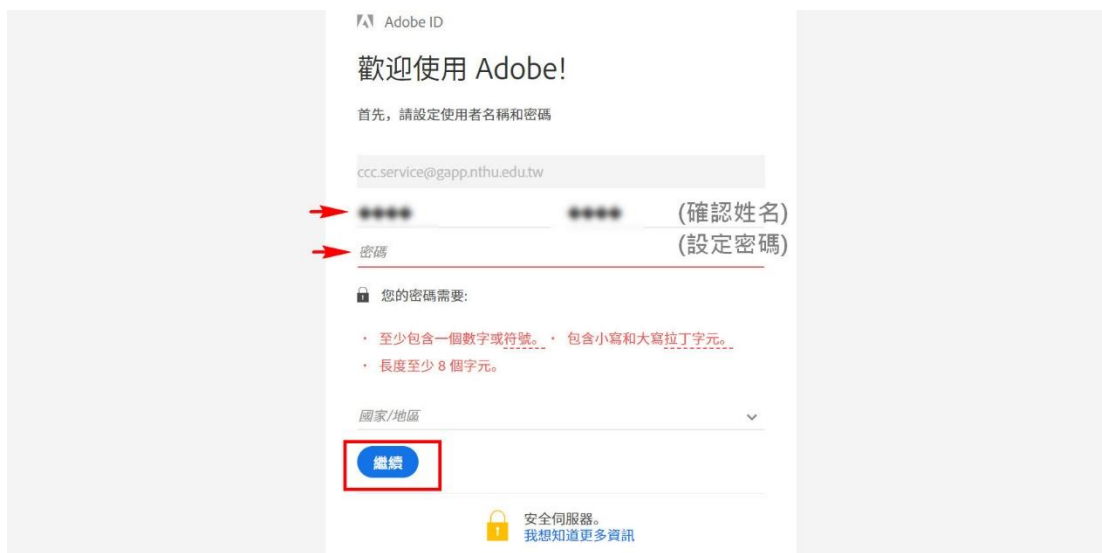 Adobe ID
歡迎使用 Adobe!
首先，請設定使用者名稱和密碼
ccc.service@gapp.nthu.edu.tw
(確認姓名)
密碼 (設定密碼)
您的密碼需要:
· 至少包含一個數字或符號。 · 包含小寫和大寫拉丁字元。
· 長度至少 8 個字元。
國家/地區
繼續
安全伺服器。
我想知道更多資訊